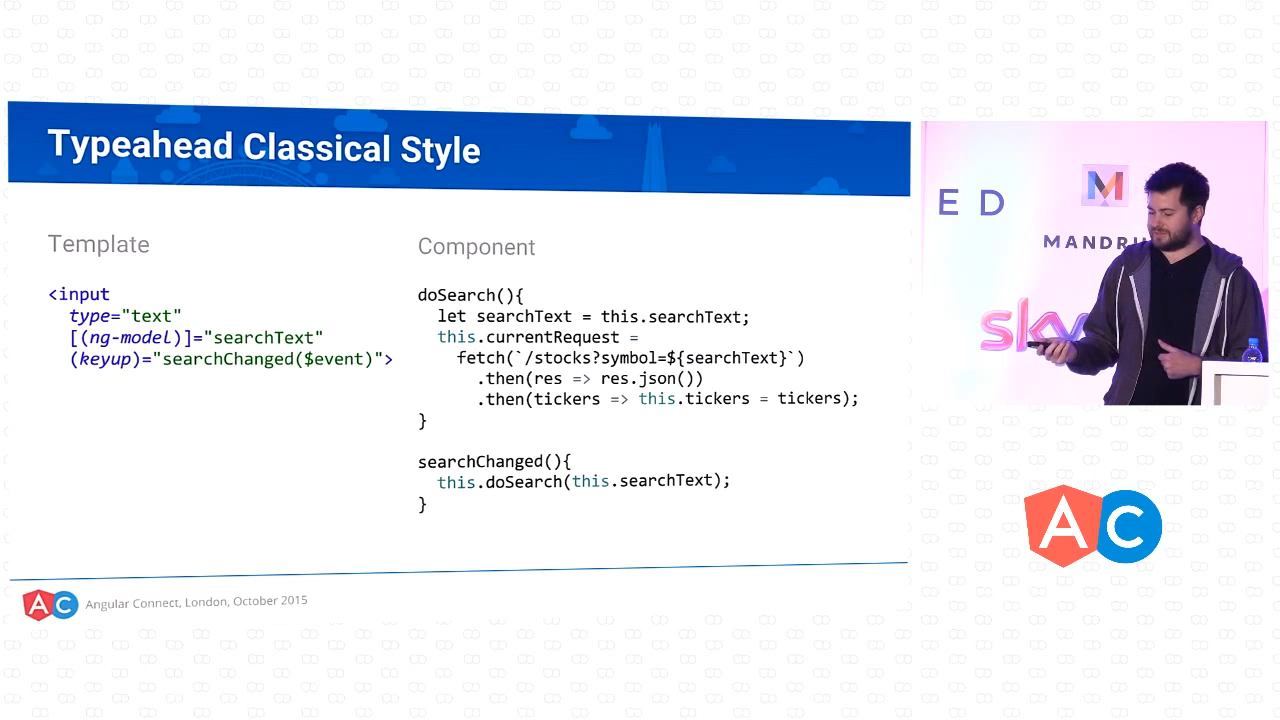 Typeahead Classical Style
Template
<input
type="text"
[(ng-model)]="searchText"
(keyup)="searchChanged($event)">
Component
doSearch(){
let searchText = this.searchText;
this.currentRequest =
fetch(`/stocks?symbol=${searchText}`)
.then(res => res.json())
.then(tickers => this.tickers = tickers);
}
searchChanged(){
this.doSearch(this.searchText);
}
AC Angular Connect, London, October 2015
E D
M
sky
AC